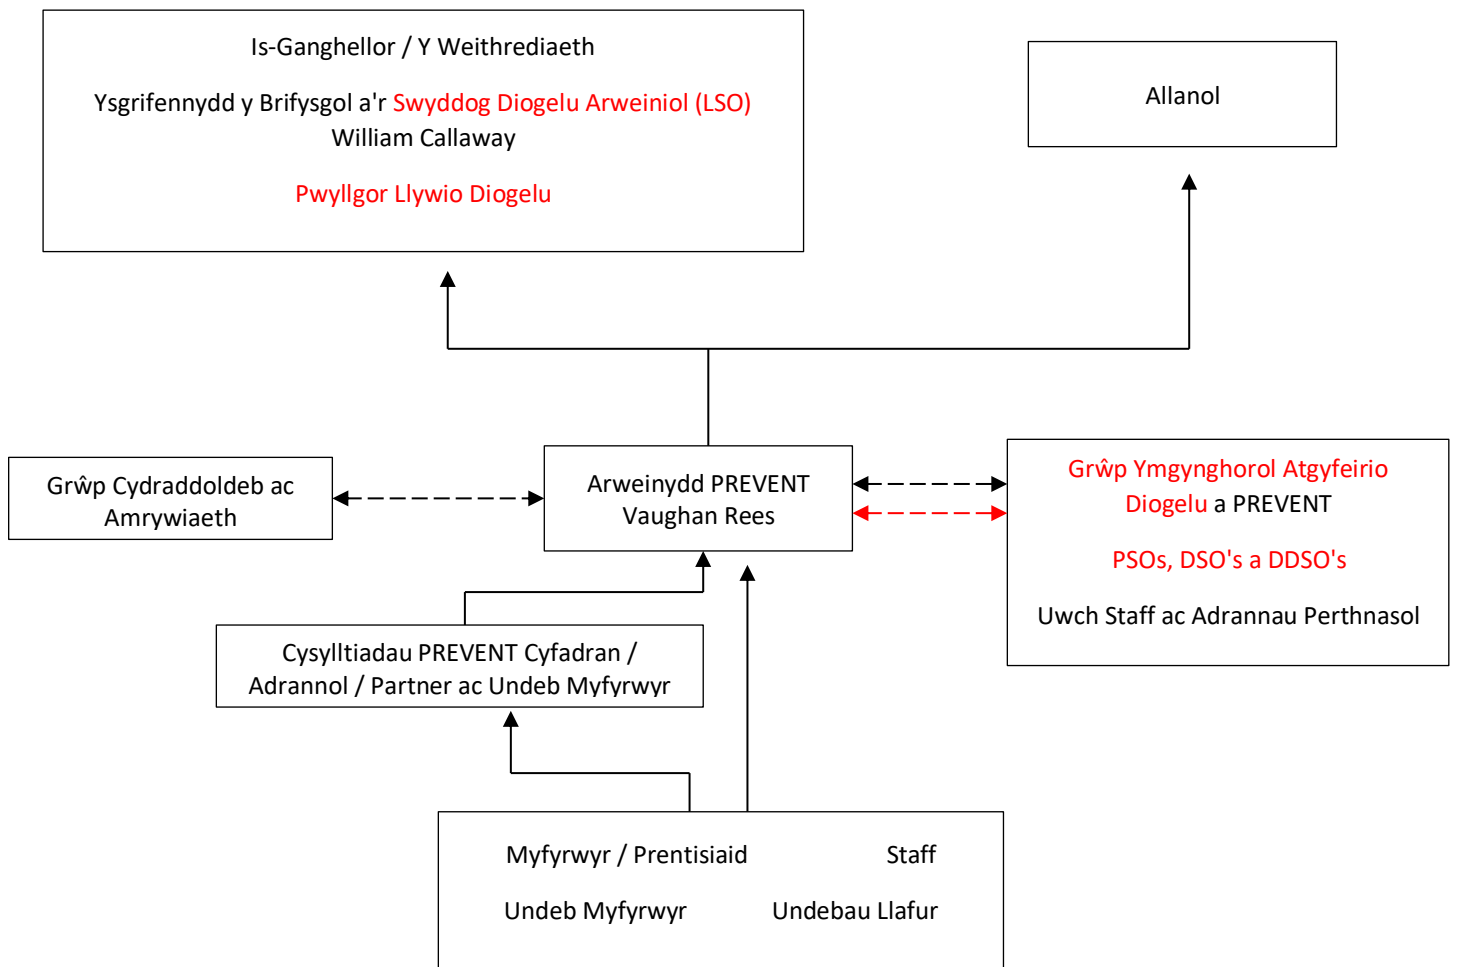 Is-Ganghellor / Y Weithrediaeth
Ysgrifennydd y Brifysgol a'r Swyddog Diogelu Arweiniol (LSO)
William Callaway
Pwyllgor Llywio Diogelu
Allanol
Grŵp Cydraddoldeb ac
Amrywiaeth
Arweinydd PREVENT
Vaughan Rees
Grŵp Ymgynghorol Atgyfeirio
Diogelu a PREVENT
PSOs, DSO's a DDSO's
Uwch Staff ac Adrannau Perthnasol
Cysylltiadau PREVENT Cyfadran /
Adrannol / Partner ac Undeb Myfyrwyr
Myfyrwyr / Prentisiaid Staff
Undeb Myfyrwyr Undebau Llafur